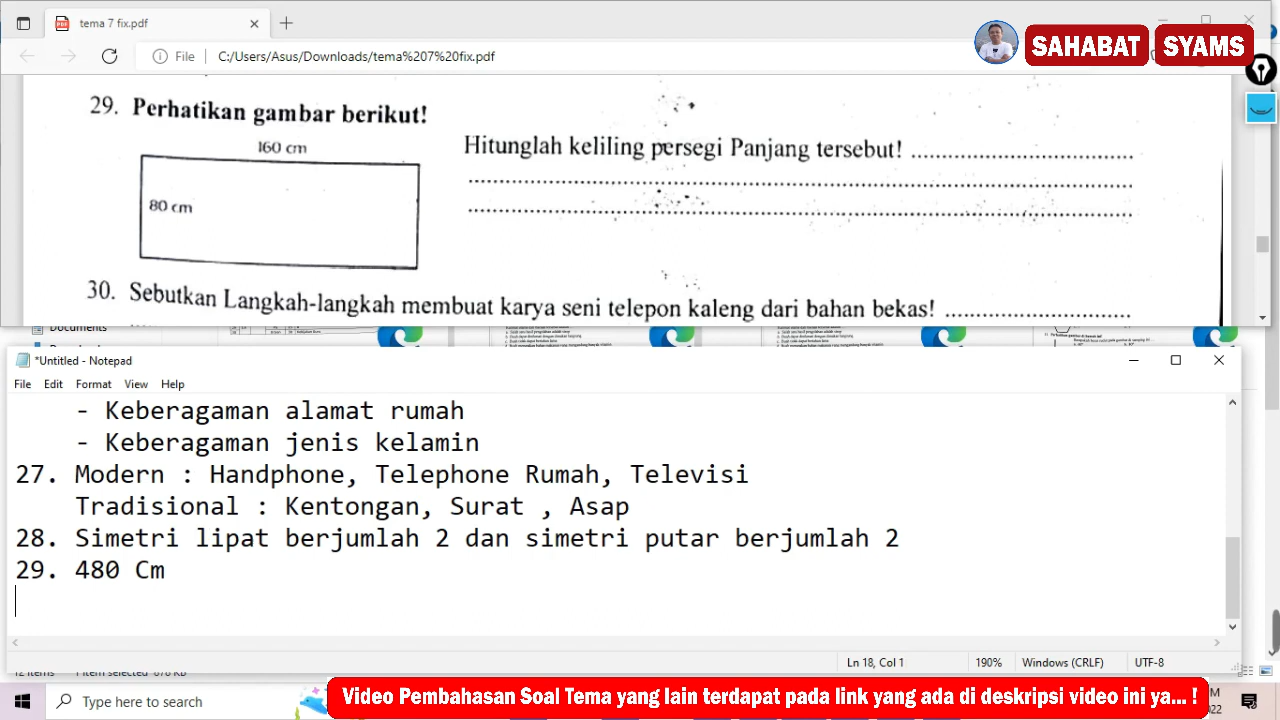 tema 7 fix.pdf
SAHABAT SYAMS
File C:/Users/Asus/Downloads/tema%207%20fix.pdf
29. Perhatikan gambar berikut!
160 cm
80 cm
Hitunglah keliling persegi Panjang tersebut! ..............................
30. Sebutkan Langkah-langkah membuat karya seni telepon kaleng dari bahan bekas! ..............................
Documents
*Untitled - Notepad
File Edit Format View Help
- Keberagaman alamat rumah
- Keberagaman jenis kelamin
27. Modern : Handphone, Telephone Rumah, Televisi
Tradisional : Kentongan, Surat , Asap
28. Simetri lipat berjumlah 2 dan simetri putar berjumlah 2
29. 480 Cm
Ln 18, Col 1 190% Windows (CRLF) UTF-8
Type here to search
Video Pembahasan Soal Tema yang lain terdapat pada link yang ada di deskripsi video ini ya... !